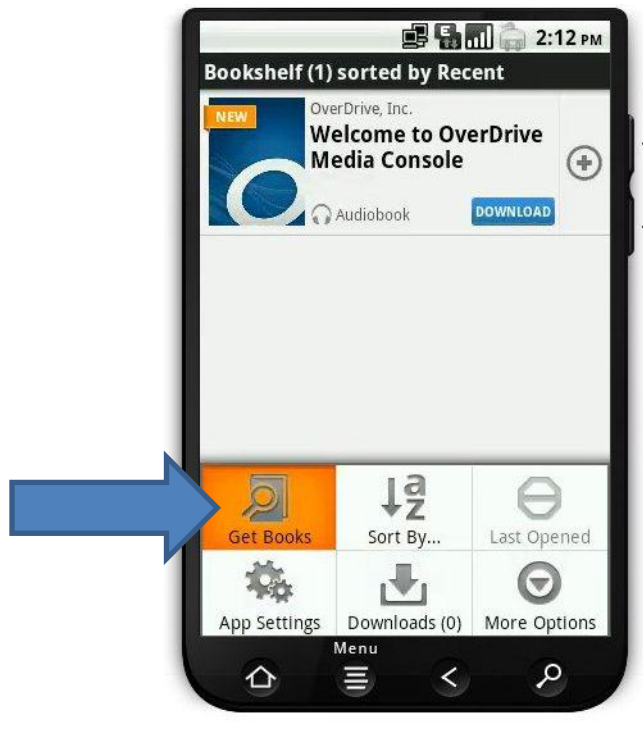 2:12 PM
Bookshelf (1) sorted by Recent
NEW
OverDrive, Inc.
Welcome to OverDrive
Media Console
Audiobook
DOWNLOAD
Get Books
Sort By...
Last Opened
App Settings
Downloads (0)
More Options
Menu